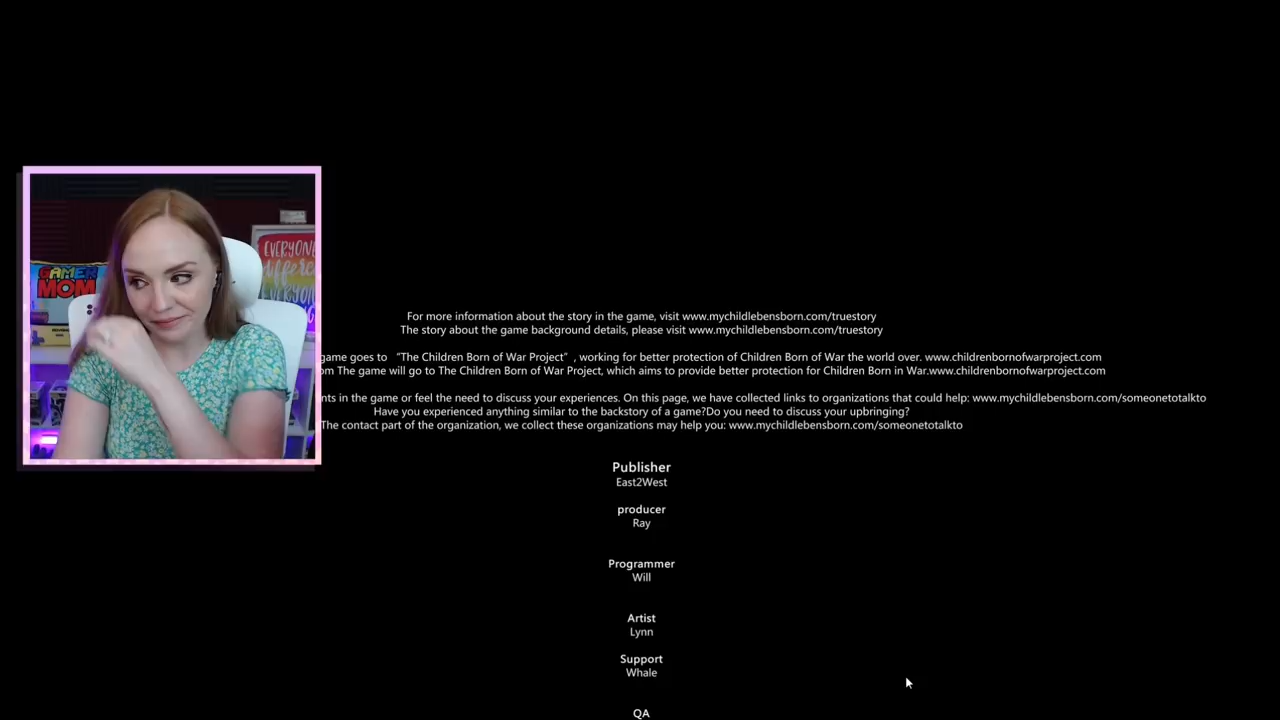 GAMER
MOM
EVERYONE
different
EVERYONE
For more information about the story in the game, visit www.mychildlebensborn.com/truestory
The story about the game background details, please visit www.mychildlebensborn.com/truestory
game goes to “The Children Born of War Project”, working for better protection of Children Born of War the world over. www.childrenbornofwarproject.com
om The game will go to The Children Born of War Project, which aims to provide better protection for Children Born in War.www.childrenbornofwarproject.com
nts in the game or feel the need to discuss your experiences. On this page, we have collected links to organizations that could help: www.mychildlebensborn.com/someonetotalkto
Have you experienced anything similar to the backstory of a game?Do you need to discuss your upbringing?
The contact part of the organization, we collect these organizations may help you: www.mychildlebensborn.com/someonetotalkto
Publisher
East2West
producer
Ray
Programmer
Will
Artist
Lynn
Support
Whale
QA